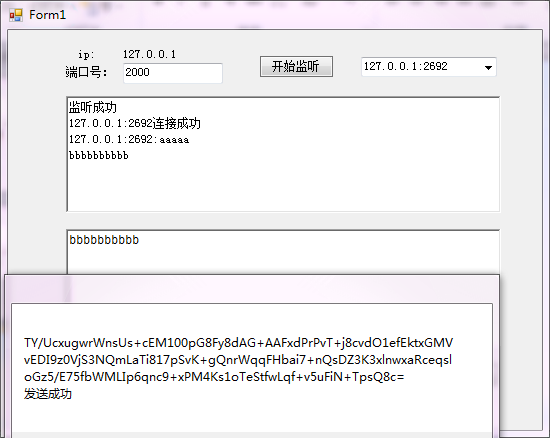 Form1
ip: 127.0.0.1
端口号： 2000 开始监听 127.0.0.1:2692
监听成功
127.0.0.1:2692连接成功
127.0.0.1:2692:aaaaa
bbbbbbbbbb
bbbbbbbbbb
TY/UcxugwrWnsUs+cEM100pG8Fy8dAG+AAFxdPrPvT+j8cvdO1efEktxGMV
vEDI9z0VjS3NQmLaTi817pSvK+gQnrWqqFHbai7+nQsDZ3K3xlnwxaRceqsl
oGz5/E75fbWMLIp6qnc9+xPM4Ks1oTeStfwLqf+v5uFiN+TpsQ8c=
发送成功